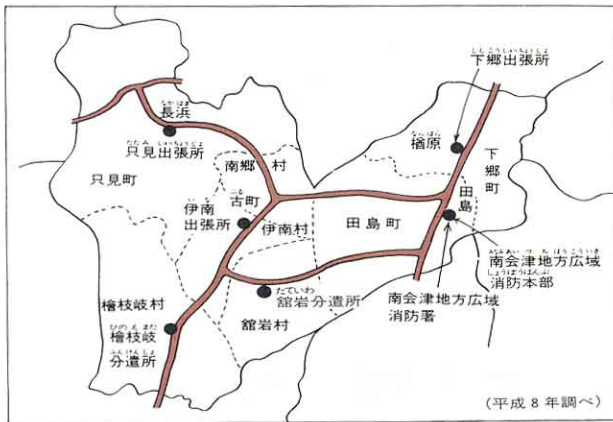 しもごうしゅっちょうじょ
下郷出張所
ながはま
長浜
ただみ しゅっちょうじょ
只見出張所
ならはら
楢原
下郷町
南郷村
只見町
ふる
古町
い な
伊南
出張所
伊南村
田島町
田島
みなみあいづちほうこういき
南会津地方広域
しょうぼうほんぶ
消防本部
たていわ
舘岩分遣所
南会津地方広域
消防署
檜枝岐村
ひのえまた
檜枝岐
ぶんけんしょ
分遣所
舘岩村
(平成8年調べ)